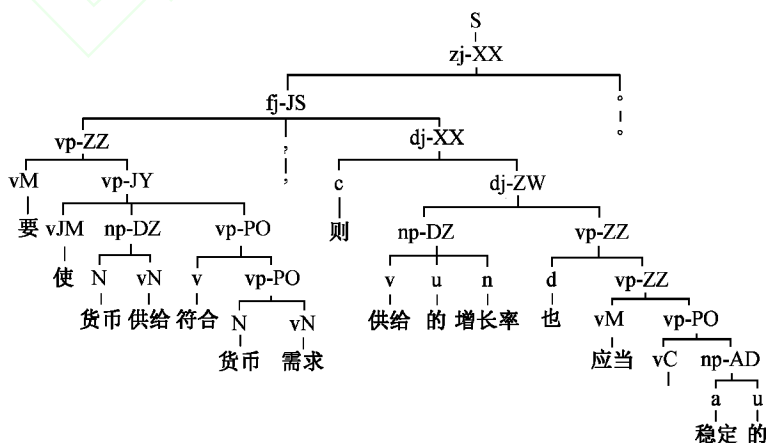 S
zj-XX
fj-JS 。
vp-ZZ , dj-XX 。
vM vp-JY , c dj-ZW
要 vJM np-DZ vp-PO 则 np-DZ vp-ZZ
使 N vN v vp-PO v u n d vp-ZZ
货币 供给 符合 N vN 供给 的 增长率 也 vM vp-PO
货币 需求 应当 vC np-AD
a u
稳定 的